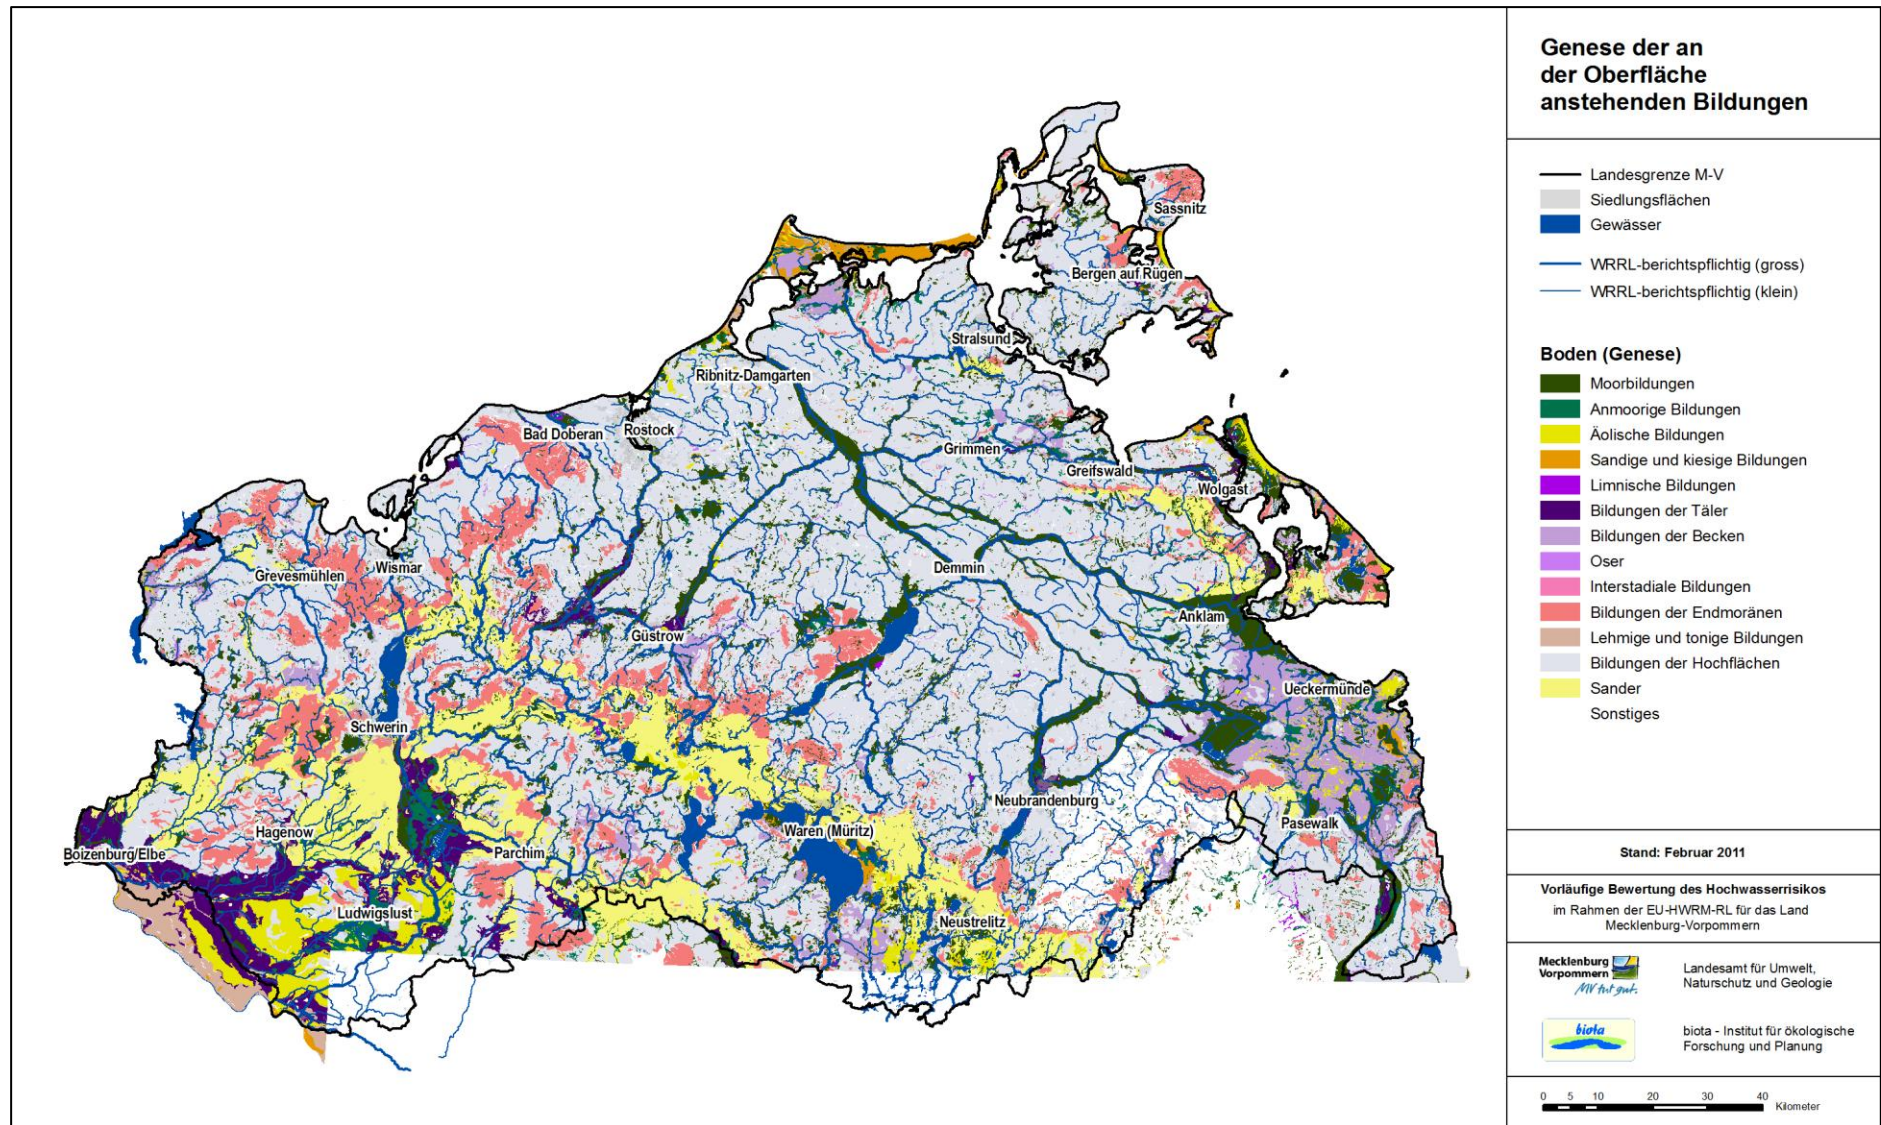 Genese der an
der Oberfläche
anstehenden Bildungen
Landesgrenze M-V
Siedlungsflächen
Gewässer
WRRL-berichtspflichtig (gross)
WRRL-berichtspflichtig (klein)
Boden (Genese)
Moorbildungen
Anmoorige Bildungen
Äolische Bildungen
Sandige und kiesige Bildungen
Limnische Bildungen
Bildungen der Täler
Bildungen der Becken
Oser
Interstadiale Bildungen
Bildungen der Endmoränen
Lehmige und tonige Bildungen
Bildungen der Hochflächen
Sander
Sonstiges
Stand: Februar 2011
Vorläufige Bewertung des Hochwasserrisikos
im Rahmen der EU-HWRM-RL für das Land
Mecklenburg-Vorpommern
Mecklenburg
Vorpommern
MV tut gut.
Landesamt für Umwelt,
Naturschutz und Geologie
biota
biota - Institut für ökologische
Forschung und Planung
0 5 10 20 30 40
Kilometer
Sassnitz
Bergen auf Rügen
Stralsund
Ribnitz-Damgarten
Bad Doberan
Rostock
Grimmen
Greifswald
Wolgast
Grevesmühlen
Wismar
Demmin
Güstrow
Anklam
Ueckermünde
Schwerin
Neubrandenburg
Hagenow
Waren (Müritz)
Pasewalk
Boizenburg/Elbe
Parchim
Ludwigslust
Neustrelitz